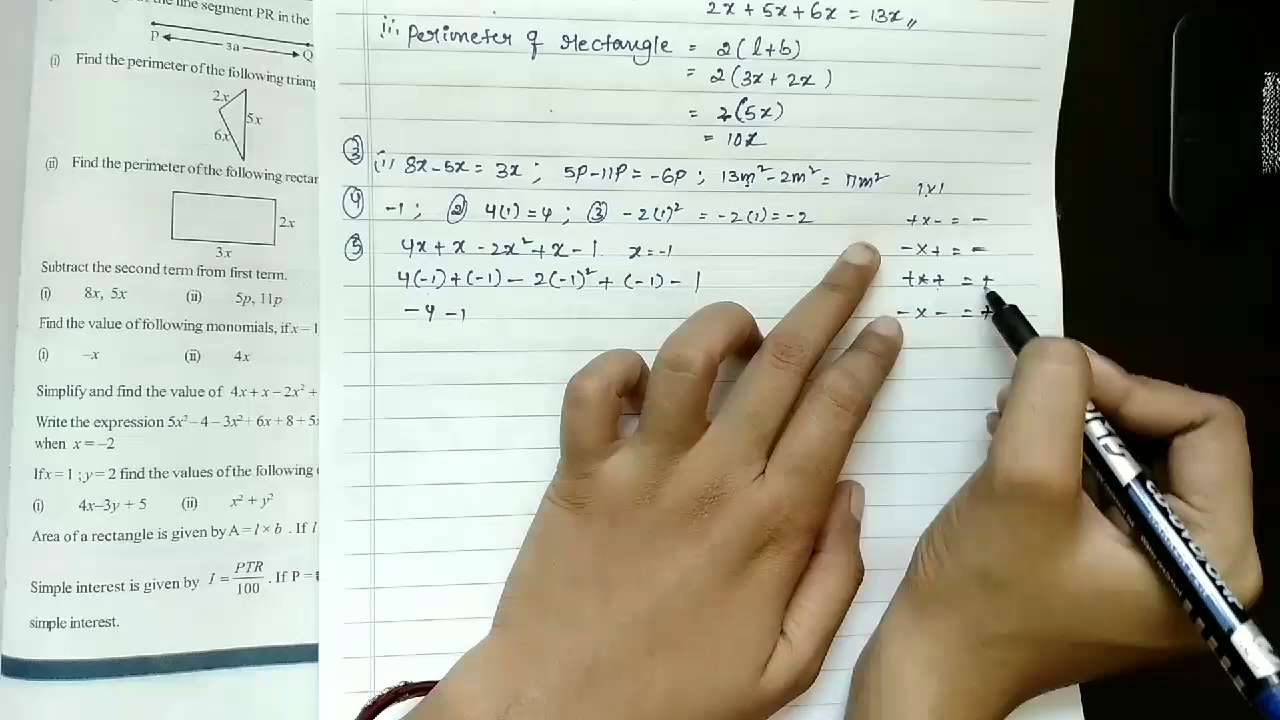 line segment PR in the
P 3a Q
(i) Find the perimeter of the following triang
2x 5x
6x
(ii) Find the perimeter of the following rectar
2x
3x
Subtract the second term from first term.
(i) 8x, 5x (ii) 5p, 11p
Find the value of following monomials, if x = 1
(i) –x (ii) 4x
Simplify and find the value of 4x + x – 2x² +
Write the expression 5x² – 4 – 3x² + 6x + 8 + 5
when x = –2
If x = 1 ; y = 2 find the values of the following
(i) 4x–3y + 5 (ii) x² + y²
Area of a rectangle is given by A = l × b . If l
Simple interest is given by I = PTR/100 . If P =
simple interest.
2x + 5x + 6x = 13x,,
ii, Perimeter of rectangle = 2(l+b)
= 2(3x + 2x)
= 2(5x)
= 10x
③ i, 8x-5x = 3x ; 5p-11p = -6p ; 13m²-2m² = 11m²
④ -1 ; ② 4(1) = 4 ; ③ -2(1)² = -2(1) = -2
⑤ 4x + x - 2x² + x - 1 x = -1
4(-1) + (-1) - 2(-1)² + (-1) - 1
-4 -1
1x1
+ x - = -
- x + = -
+ x + = +
- x - = +